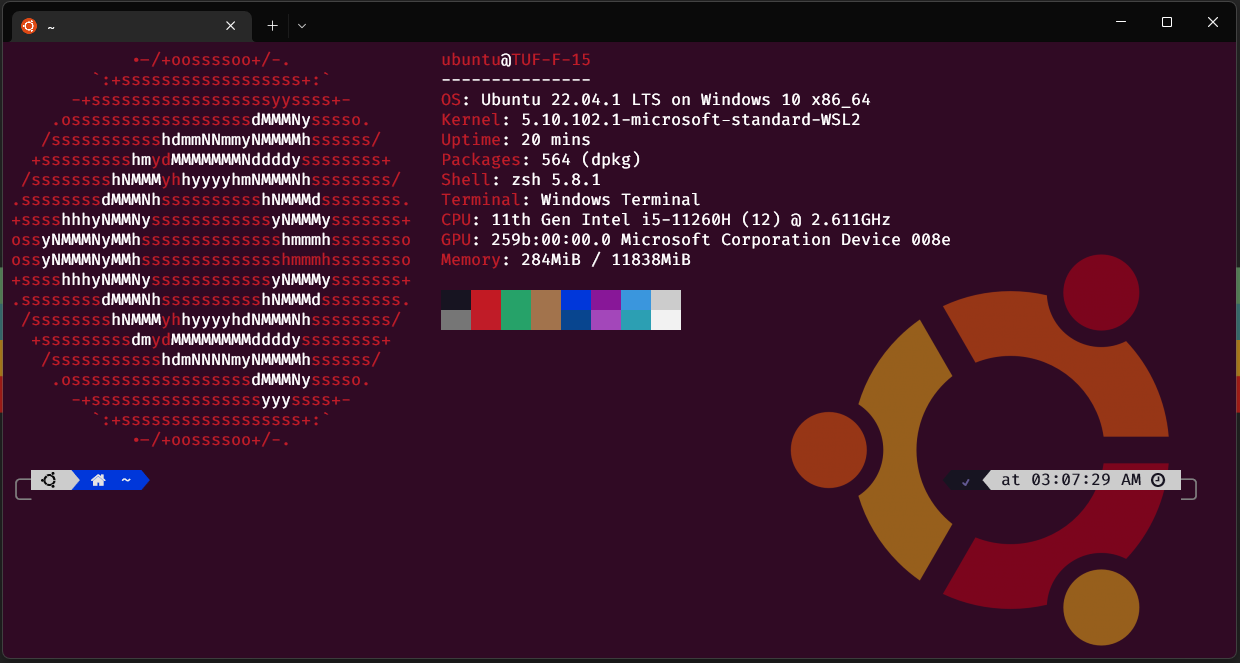 ~
ubuntu@TUF-F-15
---------------
OS: Ubuntu 22.04.1 LTS on Windows 10 x86_64
Kernel: 5.10.102.1-microsoft-standard-WSL2
Uptime: 20 mins
Packages: 564 (dpkg)
Shell: zsh 5.8.1
Terminal: Windows Terminal
CPU: 11th Gen Intel i5-11260H (12) @ 2.611GHz
GPU: 259b:00:00.0 Microsoft Corporation Device 008e
Memory: 284MiB / 11838MiB
•-/+oossssoo+/-.
`:+ssssssssssssssssss+:`
-+ssssssssssssssssssyyssss+-
.ossssssssssssssssssdMMMNysssso.
/ssssssssssshdmmNNmmyNMMMMhssssss/
+ssssssssshmydMMMMMMMNddddyssssssss+
/sssssssshNMMMyhhyyyyhmNMMMNhssssssss/
.ssssssssdMMMNhsssssssssshNMMMdssssssss.
+sssshhhyNMMNyssssssssssssyNMMMysssssss+
ossyNMMMNyMMhsssssssssssssshmmmhssssssso
ossyNMMMNyMMhsssssssssssssshmmmhssssssso
+sssshhhyNMMNyssssssssssssyNMMMysssssss+
.ssssssssdMMMNhsssssssssshNMMMdssssssss.
/sssssssshNMMMyhhyyyyhdNMMMNhssssssss/
+sssssssssdmydMMMMMMMMddddyssssssss+
/ssssssssssshdmNNNNmyNMMMMhssssss/
.ossssssssssssssssssdMMMNysssso.
-+sssssssssssssssssyyyssss+-
`:+ssssssssssssssssss+:`
•-/+oossssoo+/-.
~
at 03:07:29 AM